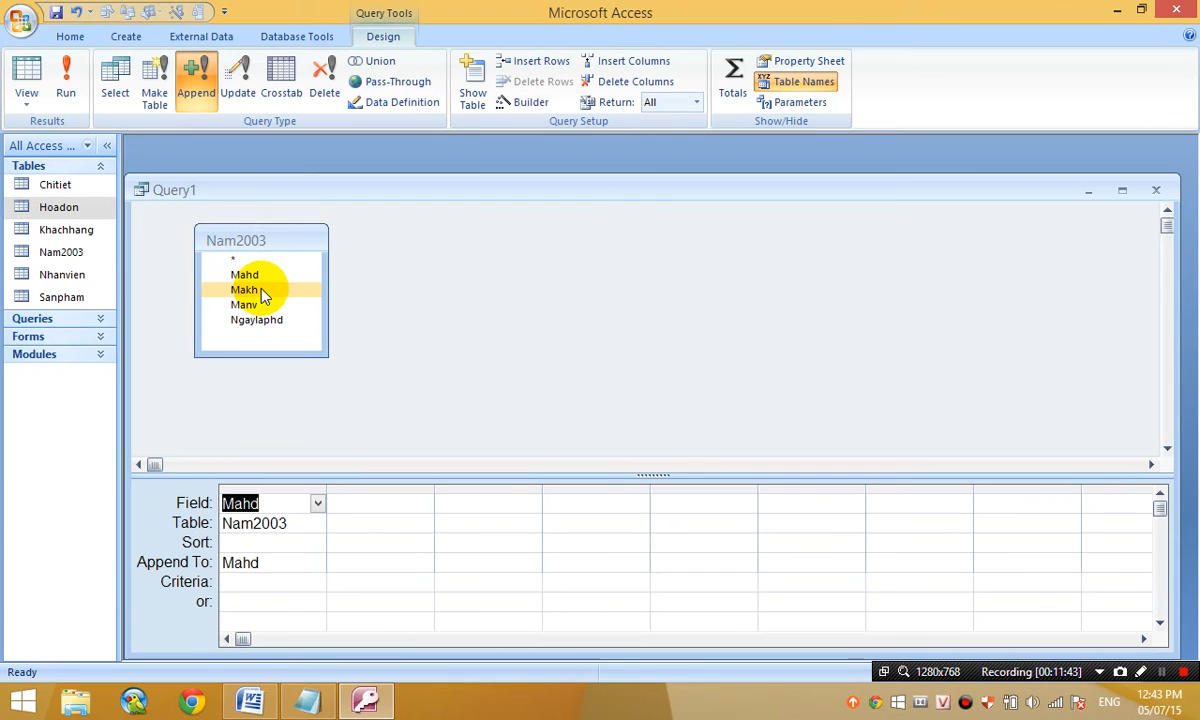 Query Tools
Microsoft Access
Home
Create
External Data
Database Tools
Design
View
Run
Select
Make Table
Append
Update
Crosstab
Delete
Union
Pass-Through
Data Definition
Show Table
Insert Rows
Delete Rows
Builder
Insert Columns
Delete Columns
Return: All
Totals
Property Sheet
Table Names
Parameters
Results
Query Type
Query Setup
Show/Hide
All Access ...
Tables
Chitiet
Hoadon
Khachhang
Nam2003
Nhanvien
Sanpham
Queries
Forms
Modules
Query1
Nam2003
*
Mahd
Makh
Manv
Ngaylaphd
Field: Mahd
Table: Nam2003
Sort:
Append To: Mahd
Criteria:
or:
Ready
1280x768
Recording [00:11:43]
ENG
12:43 PM
05/07/15